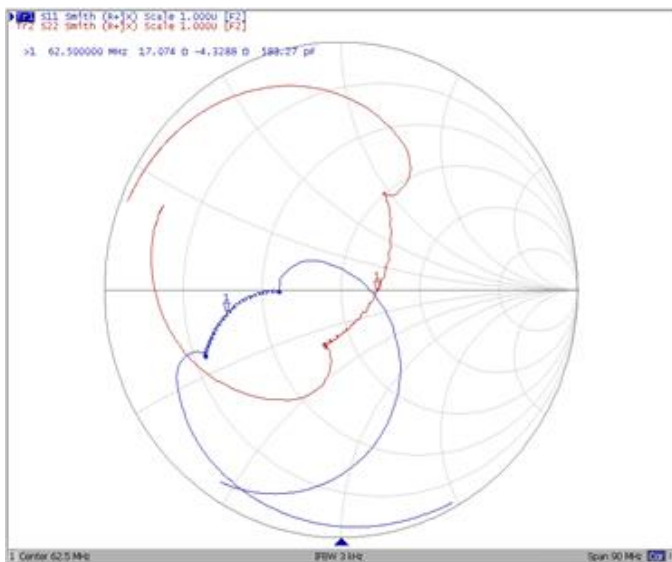 Tr1 S11 Smith (R+jX) Scale 1.000U [F2]
Tr2 S22 Smith (R+jX) Scale 1.000U [F2]
>1 62.500000 MHz 17.074 Ω -4.3288 Ω 588.27 pF
1
1
1 Center 62.5 MHz IFBW 3 kHz Span 90 MHz Cor